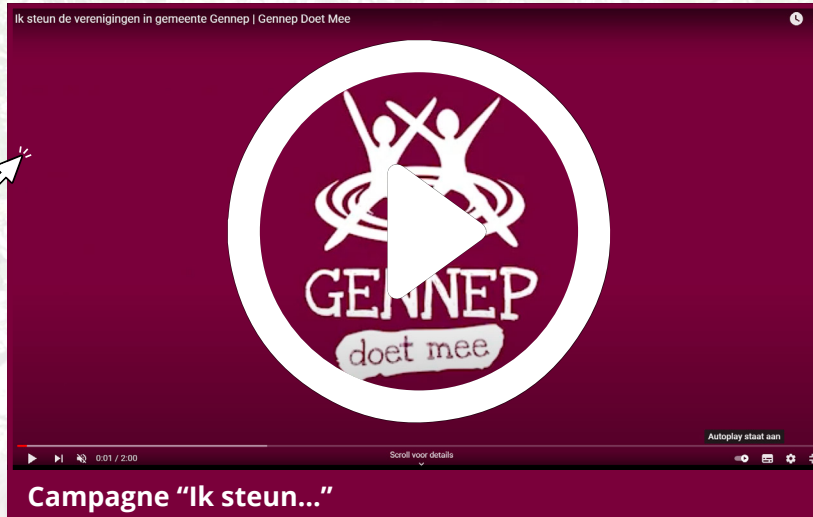 Ik steun de verenigingen in gemeente Gennep | Gennep Doet Mee
GENNEP
doet mee
Autoplay staat aan
0:01 / 2:00
Scroll voor details
Campagne “Ik steun...”